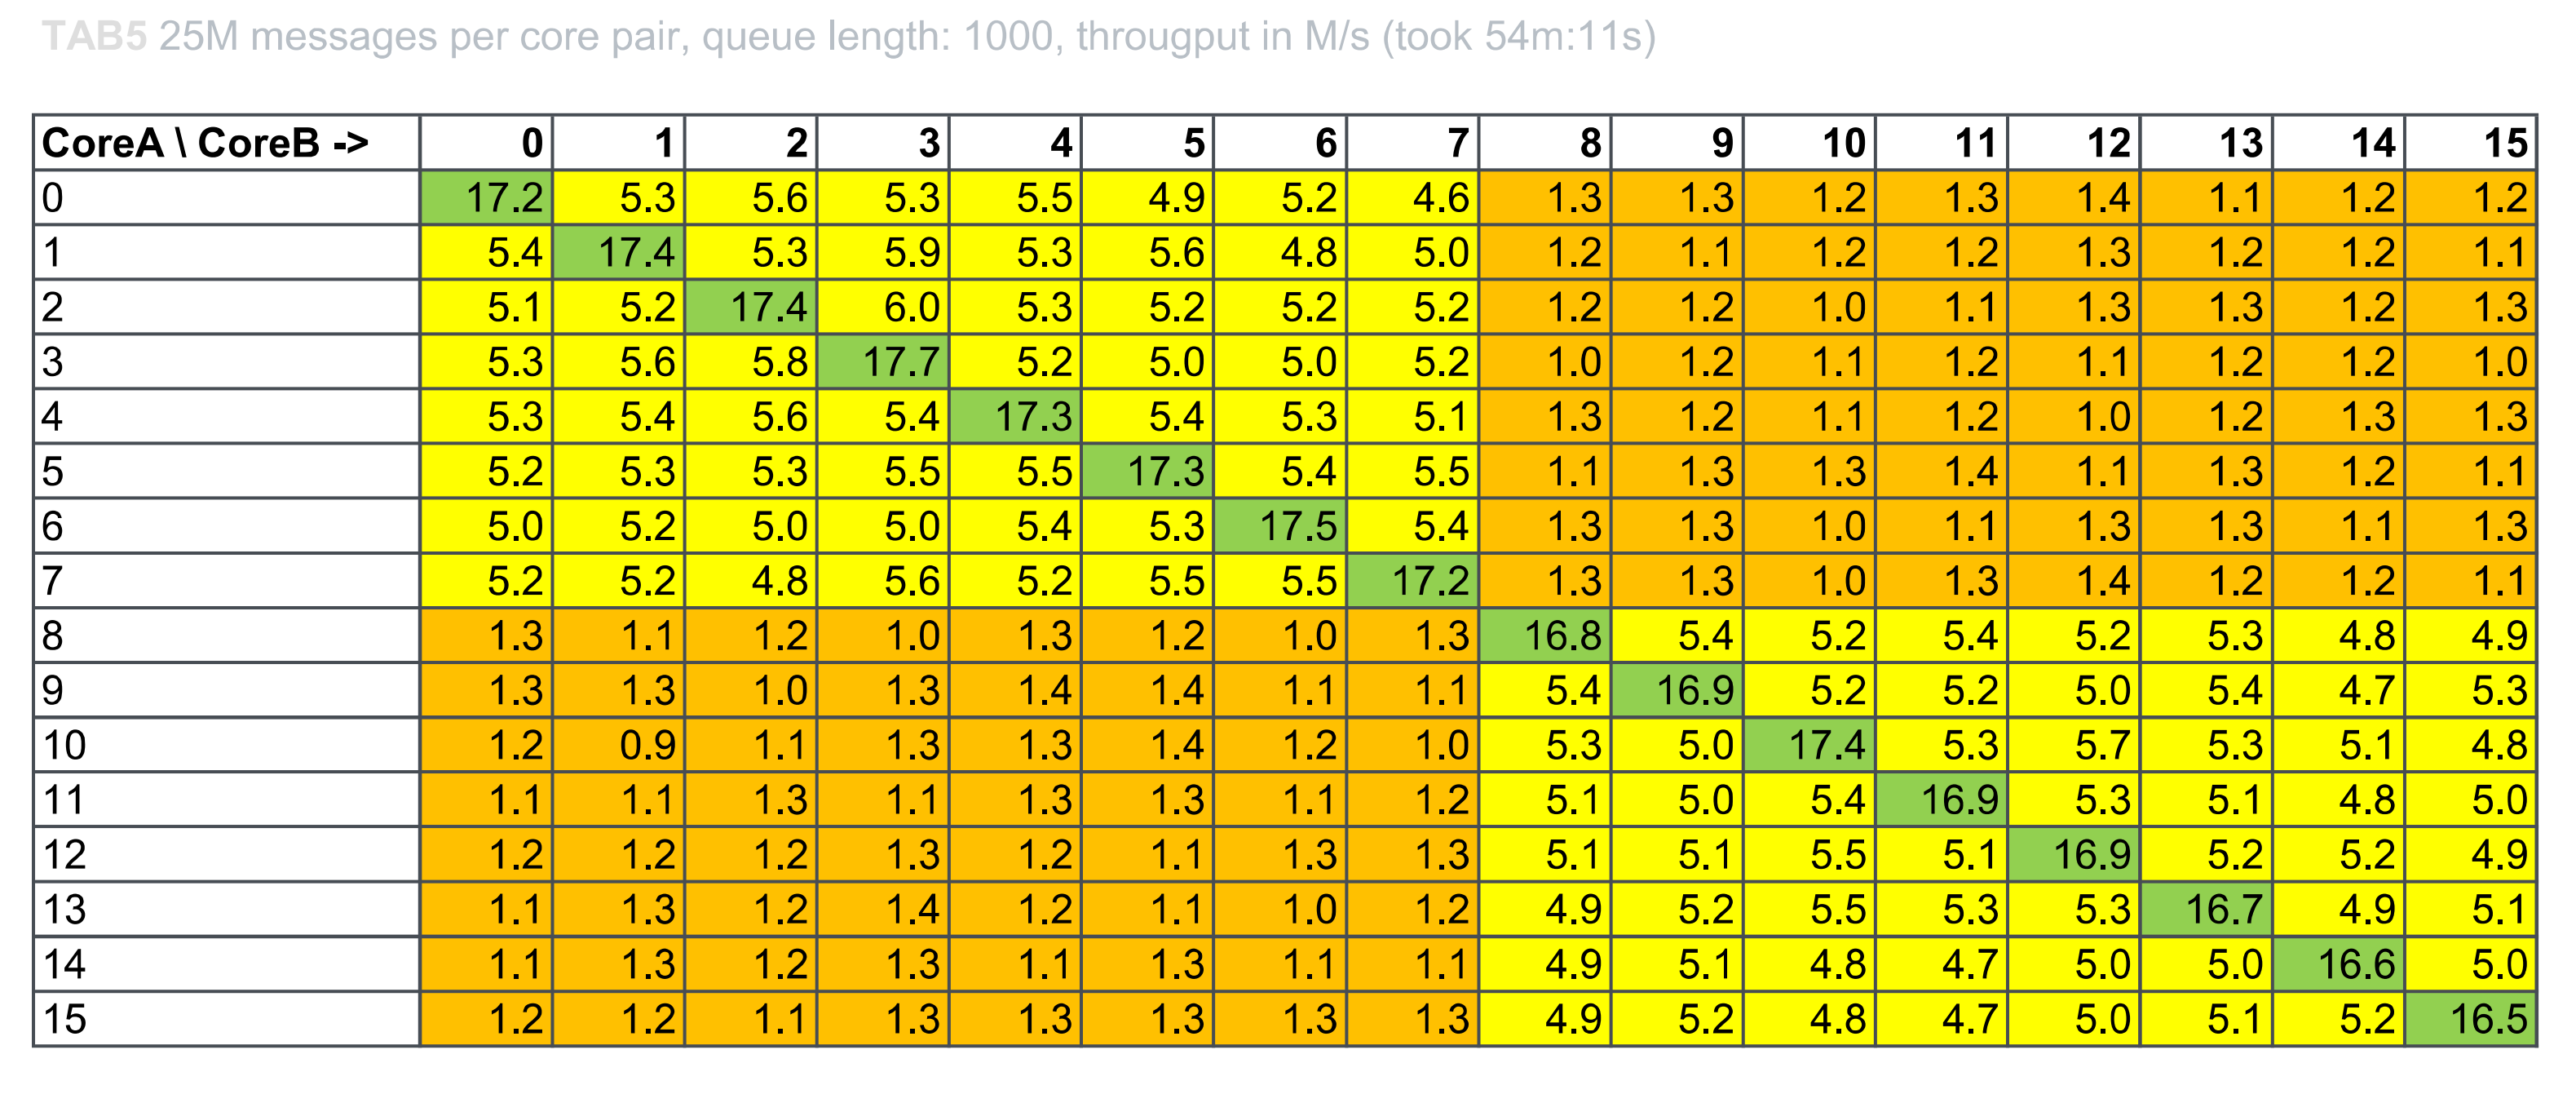 TAB5 25M messages per core pair, queue length: 1000, througput in M/s (took 54m:11s)
CoreA \ CoreB -> 0 1 2 3 4 5 6 7 8 9 10 11 12 13 14 15
0 17.2 5.3 5.6 5.3 5.5 4.9 5.2 4.6 1.3 1.3 1.2 1.3 1.4 1.1 1.2 1.2
1 5.4 17.4 5.3 5.9 5.3 5.6 4.8 5.0 1.2 1.1 1.2 1.2 1.3 1.2 1.2 1.1
2 5.1 5.2 17.4 6.0 5.3 5.2 5.2 5.2 1.2 1.2 1.0 1.1 1.3 1.3 1.2 1.3
3 5.3 5.6 5.8 17.7 5.2 5.0 5.0 5.2 1.0 1.2 1.1 1.2 1.1 1.2 1.2 1.0
4 5.3 5.4 5.6 5.4 17.3 5.4 5.3 5.1 1.3 1.2 1.1 1.2 1.0 1.2 1.3 1.3
5 5.2 5.3 5.3 5.5 5.5 17.3 5.4 5.5 1.1 1.3 1.3 1.4 1.1 1.3 1.2 1.1
6 5.0 5.2 5.0 5.0 5.4 5.3 17.5 5.4 1.3 1.3 1.0 1.1 1.3 1.3 1.1 1.3
7 5.2 5.2 4.8 5.6 5.2 5.5 5.5 17.2 1.3 1.3 1.0 1.3 1.4 1.2 1.2 1.1
8 1.3 1.1 1.2 1.0 1.3 1.2 1.0 1.3 16.8 5.4 5.2 5.4 5.2 5.3 4.8 4.9
9 1.3 1.3 1.0 1.3 1.4 1.4 1.1 1.1 5.4 16.9 5.2 5.2 5.0 5.4 4.7 5.3
10 1.2 0.9 1.1 1.3 1.3 1.4 1.2 1.0 5.3 5.0 17.4 5.3 5.7 5.3 5.1 4.8
11 1.1 1.1 1.3 1.1 1.3 1.3 1.1 1.2 5.1 5.0 5.4 16.9 5.3 5.1 4.8 5.0
12 1.2 1.2 1.2 1.3 1.2 1.1 1.3 1.3 5.1 5.1 5.5 5.1 16.9 5.2 5.2 4.9
13 1.1 1.3 1.2 1.4 1.2 1.1 1.0 1.2 4.9 5.2 5.5 5.3 5.3 16.7 4.9 5.1
14 1.1 1.3 1.2 1.3 1.1 1.3 1.1 1.1 4.9 5.1 4.8 4.7 5.0 5.0 16.6 5.0
15 1.2 1.2 1.1 1.3 1.3 1.3 1.3 1.3 4.9 5.2 4.8 4.7 5.0 5.1 5.2 16.5